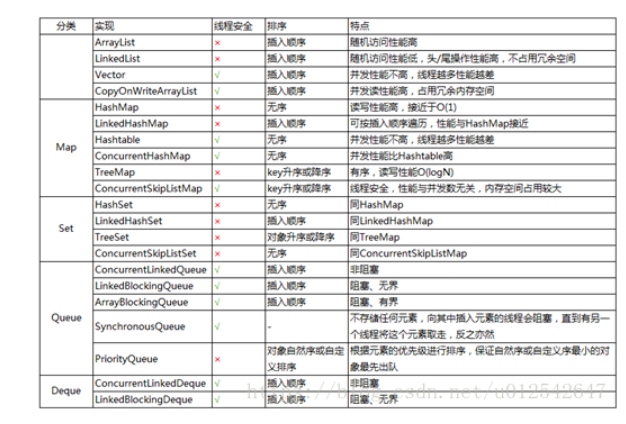 分类 实现 线程安全 排序 特点
ArrayList × 插入顺序 随机访问性能高
LinkedList × 插入顺序 随机访问性能低，头/尾操作性能高，不占用冗余空间
Vector √ 插入顺序 并发性能不高，线程越多性能越差
CopyOnWriteArrayList √ 插入顺序 并发读性能高，占用冗余内存空间
Map
HashMap × 无序 读写性能高，接近于O(1)
LinkedHashMap × 插入顺序 可按插入顺序遍历，性能与HashMap接近
Hashtable √ 无序 并发性能不高，线程越多性能越差
ConcurrentHashMap √ 无序 并发性能比Hashtable高
TreeMap × key升序或降序 有序，读写性能O(logN)
ConcurrentSkipListMap √ key升序或降序 线程安全，性能与并发数无关，内存空间占用较大
Set
HashSet × 无序 同HashMap
LinkedHashSet × 插入顺序 同LinkedHashMap
TreeSet × 对象升序或降序 同TreeMap
ConcurrentSkipListSet × 无序 同ConcurrentSkipListMap
Queue
ConcurrentLinkedQueue √ 插入顺序 非阻塞
LinkedBlockingQueue √ 插入顺序 阻塞、无界
ArrayBlockingQueue √ 插入顺序 阻塞、有界
SynchronousQueue √ - 不存储任何元素，向其中插入元素的线程会阻塞，直到有另一
个线程将这个元素取走，反之亦然
PriorityQueue × 对象自然序或自定
义排序
根据元素的优先级进行排序，保证自然序或自定义序最小的对
象最先出队
Deque
ConcurrentLinkedDeque √ 插入顺序 非阻塞
LinkedBlockingDeque √ 插入顺序 阻塞、无界
https://blog.csdn.net/u012542647